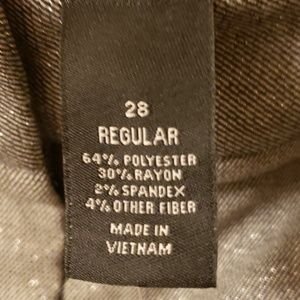 28
REGULAR
64% POLYESTER
30% RAYON
2% SPANDEX
4% OTHER FIBER
MADE IN
VIETNAM